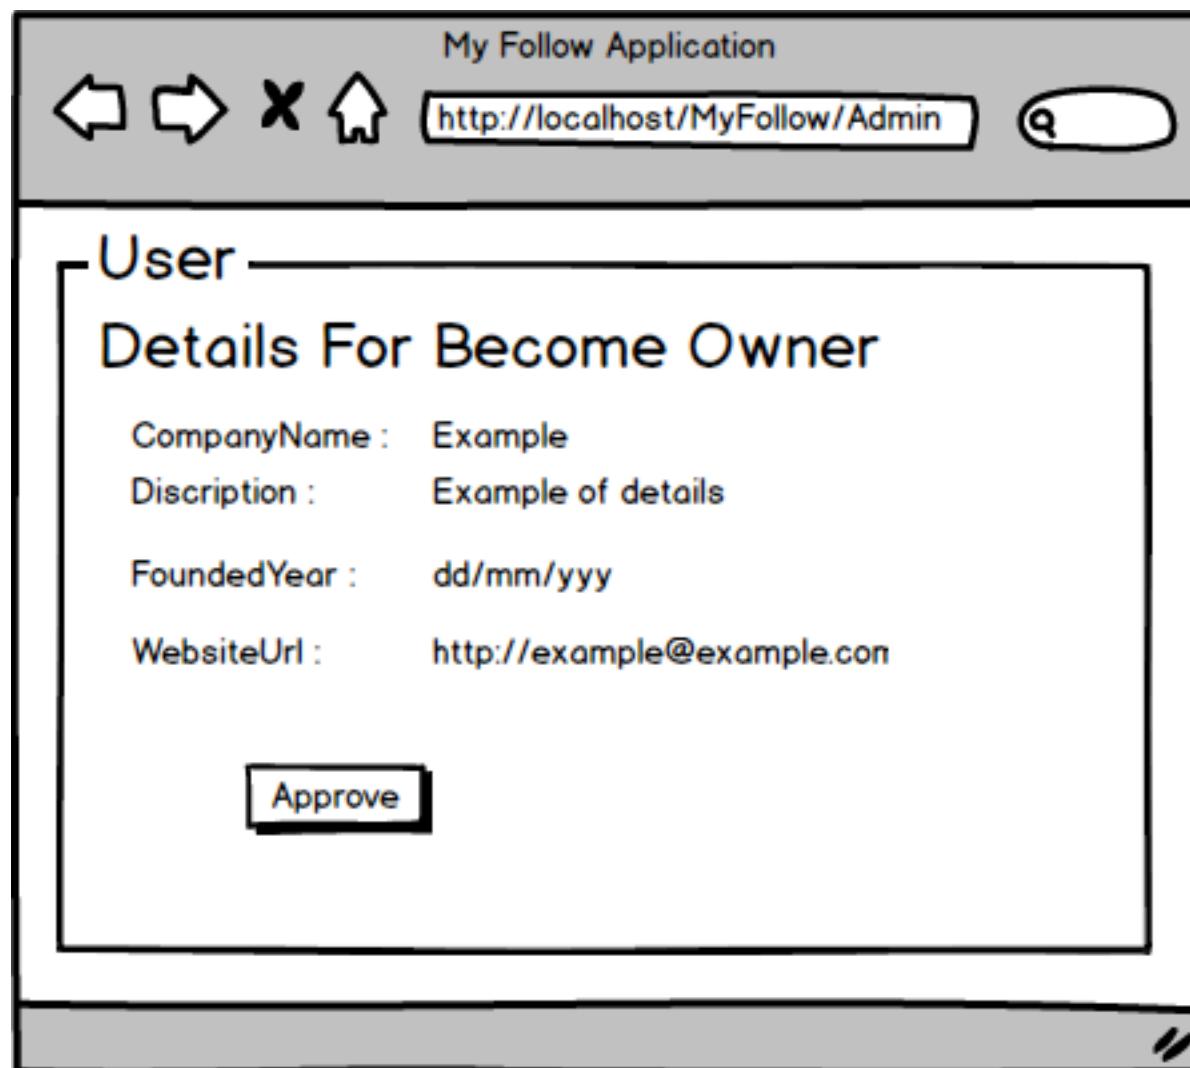 My Follow Application
http://localhost/MyFollow/Admin
User
Details For Become Owner
CompanyName : Example
Discription : Example of details
FoundedYear : dd/mm/yyy
WebsiteUrl : http://example@example.com
Approve